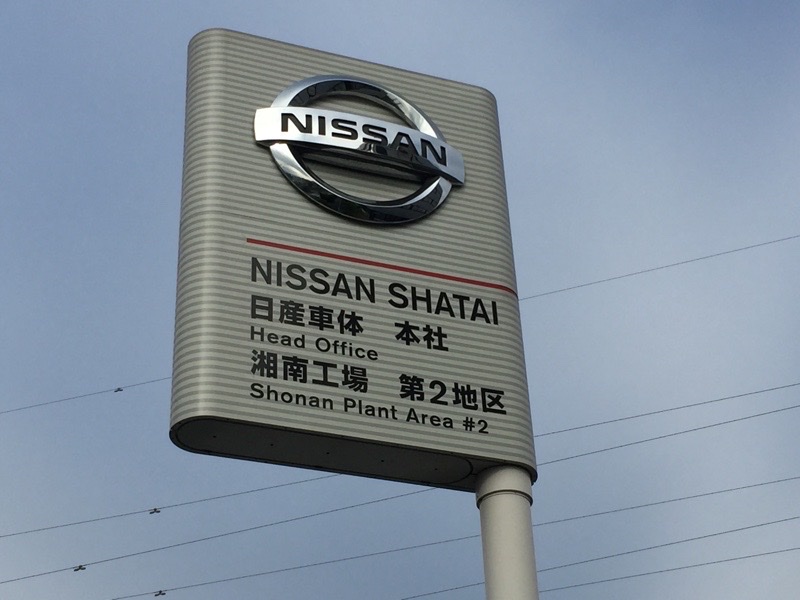 NISSAN
NISSAN SHATAI
日産車体 本社
Head Office
湘南工場 第2地区
Shonan Plant Area #2